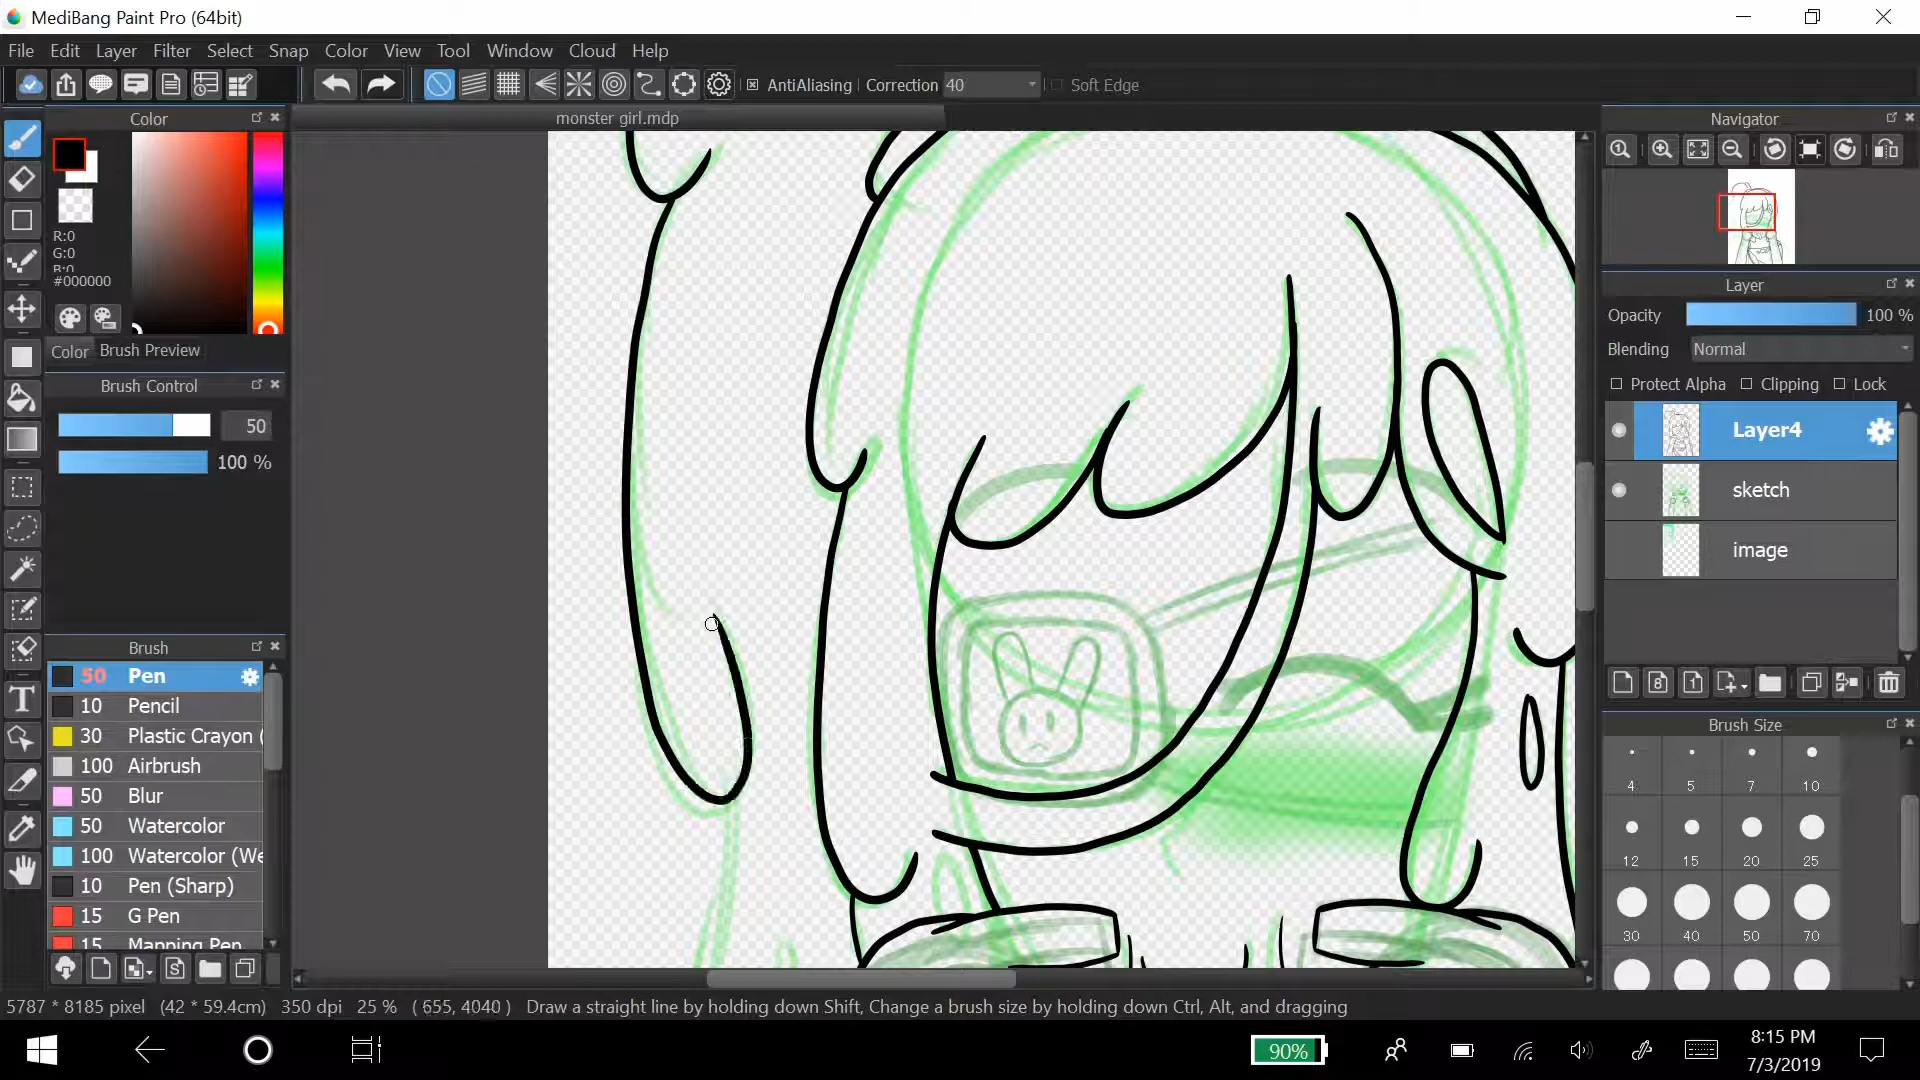 MediBang Paint Pro (64bit)
File Edit Layer Filter Select Snap Color View Tool Window Cloud Help
AntiAliasing Correction 40 Soft Edge
Color
monster girl.mdp
Navigator
R:0
G:0
B:0
#000000
Color Brush Preview
Brush Control
50
100 %
Layer
Opacity 100 %
Blending Normal
Protect Alpha Clipping Lock
Layer4
sketch
image
Brush
50 Pen
10 Pencil
30 Plastic Crayon (
100 Airbrush
50 Blur
50 Watercolor
100 Watercolor (We
10 Pen (Sharp)
15 G Pen
15 Mapping Pen
Brush Size
4 5 7 10
12 15 20 25
30 40 50 70
5787 * 8185 pixel (42 * 59.4cm) 350 dpi 25 % ( 655, 4040 ) Draw a straight line by holding down Shift, Change a brush size by holding down Ctrl, Alt, and dragging
90%
8:15 PM
7/3/2019